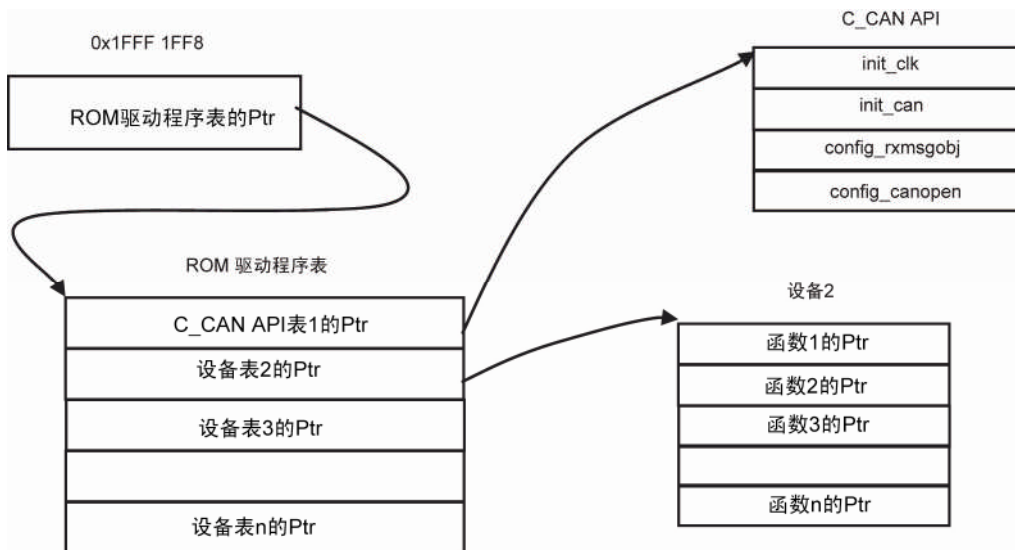 0x1FFF 1FF8
ROM驱动程序表的Ptr
ROM 驱动程序表
C_CAN API表1的Ptr
设备表2的Ptr
设备表3的Ptr
设备表n的Ptr
C_CAN API
init_clk
init_can
config_rxmsgobj
config_canopen
设备2
函数1的Ptr
函数2的Ptr
函数3的Ptr
函数n的Ptr